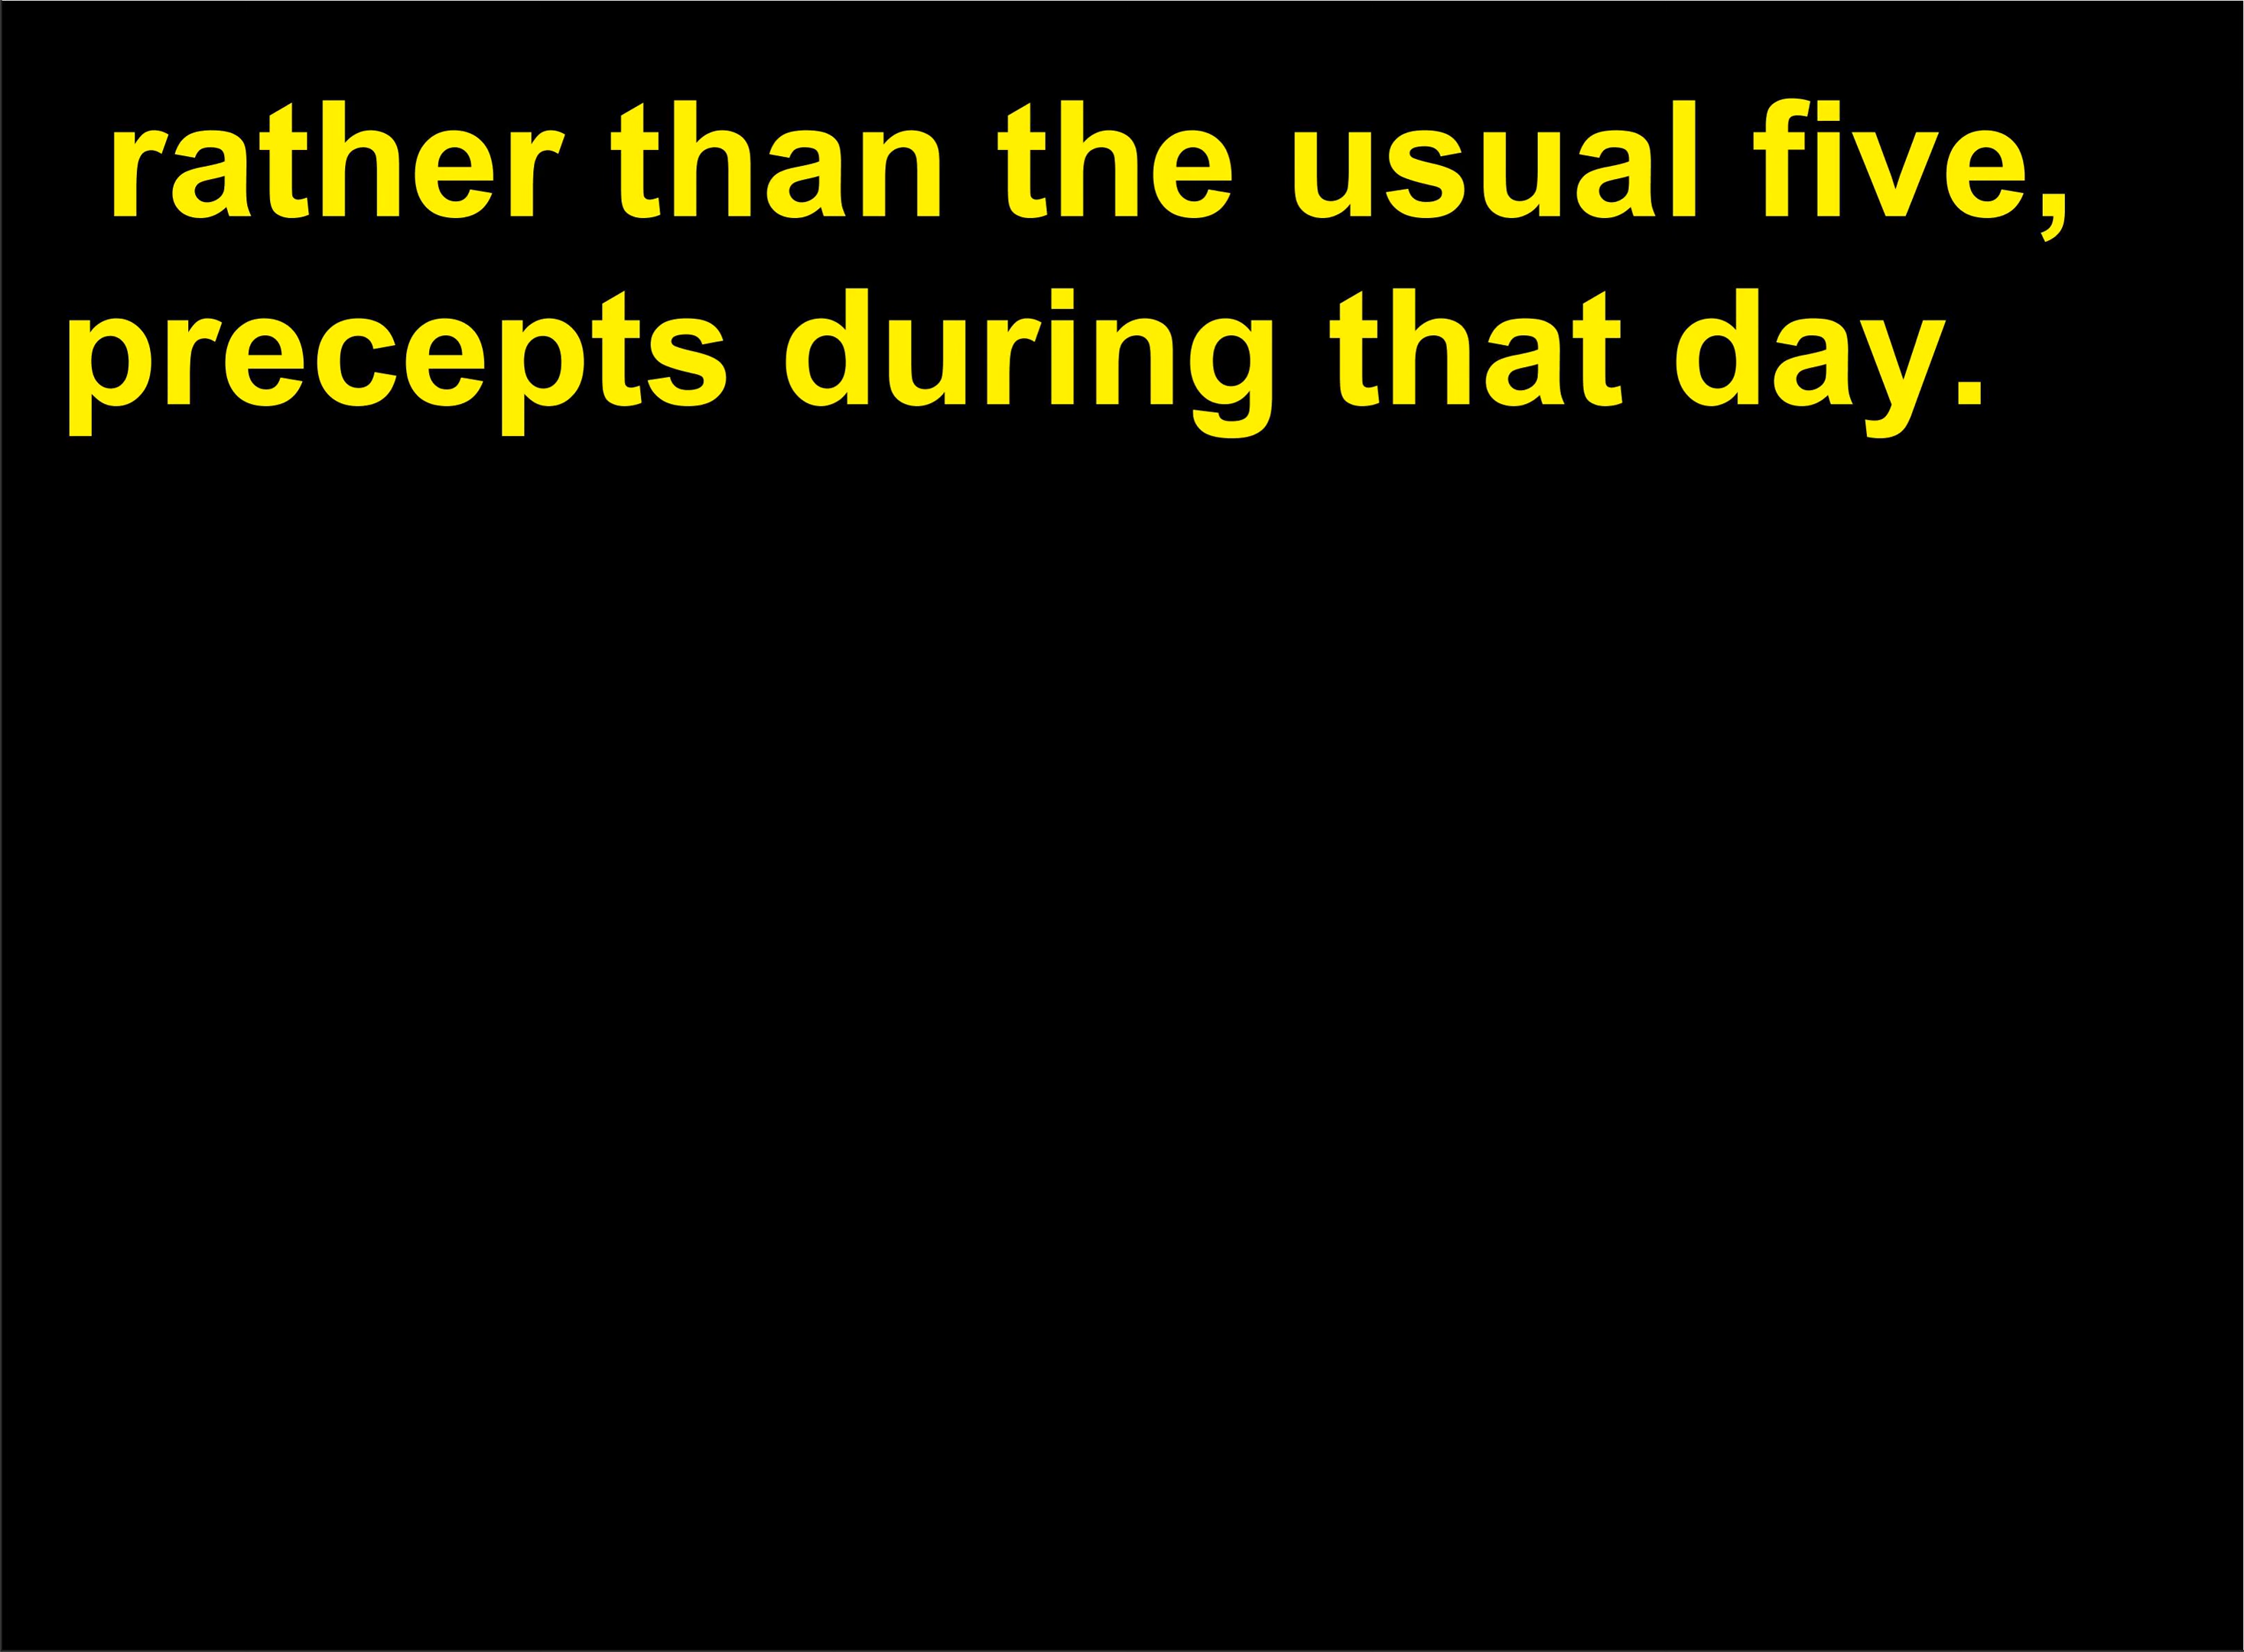 rather than the usual five,
precepts during that day.